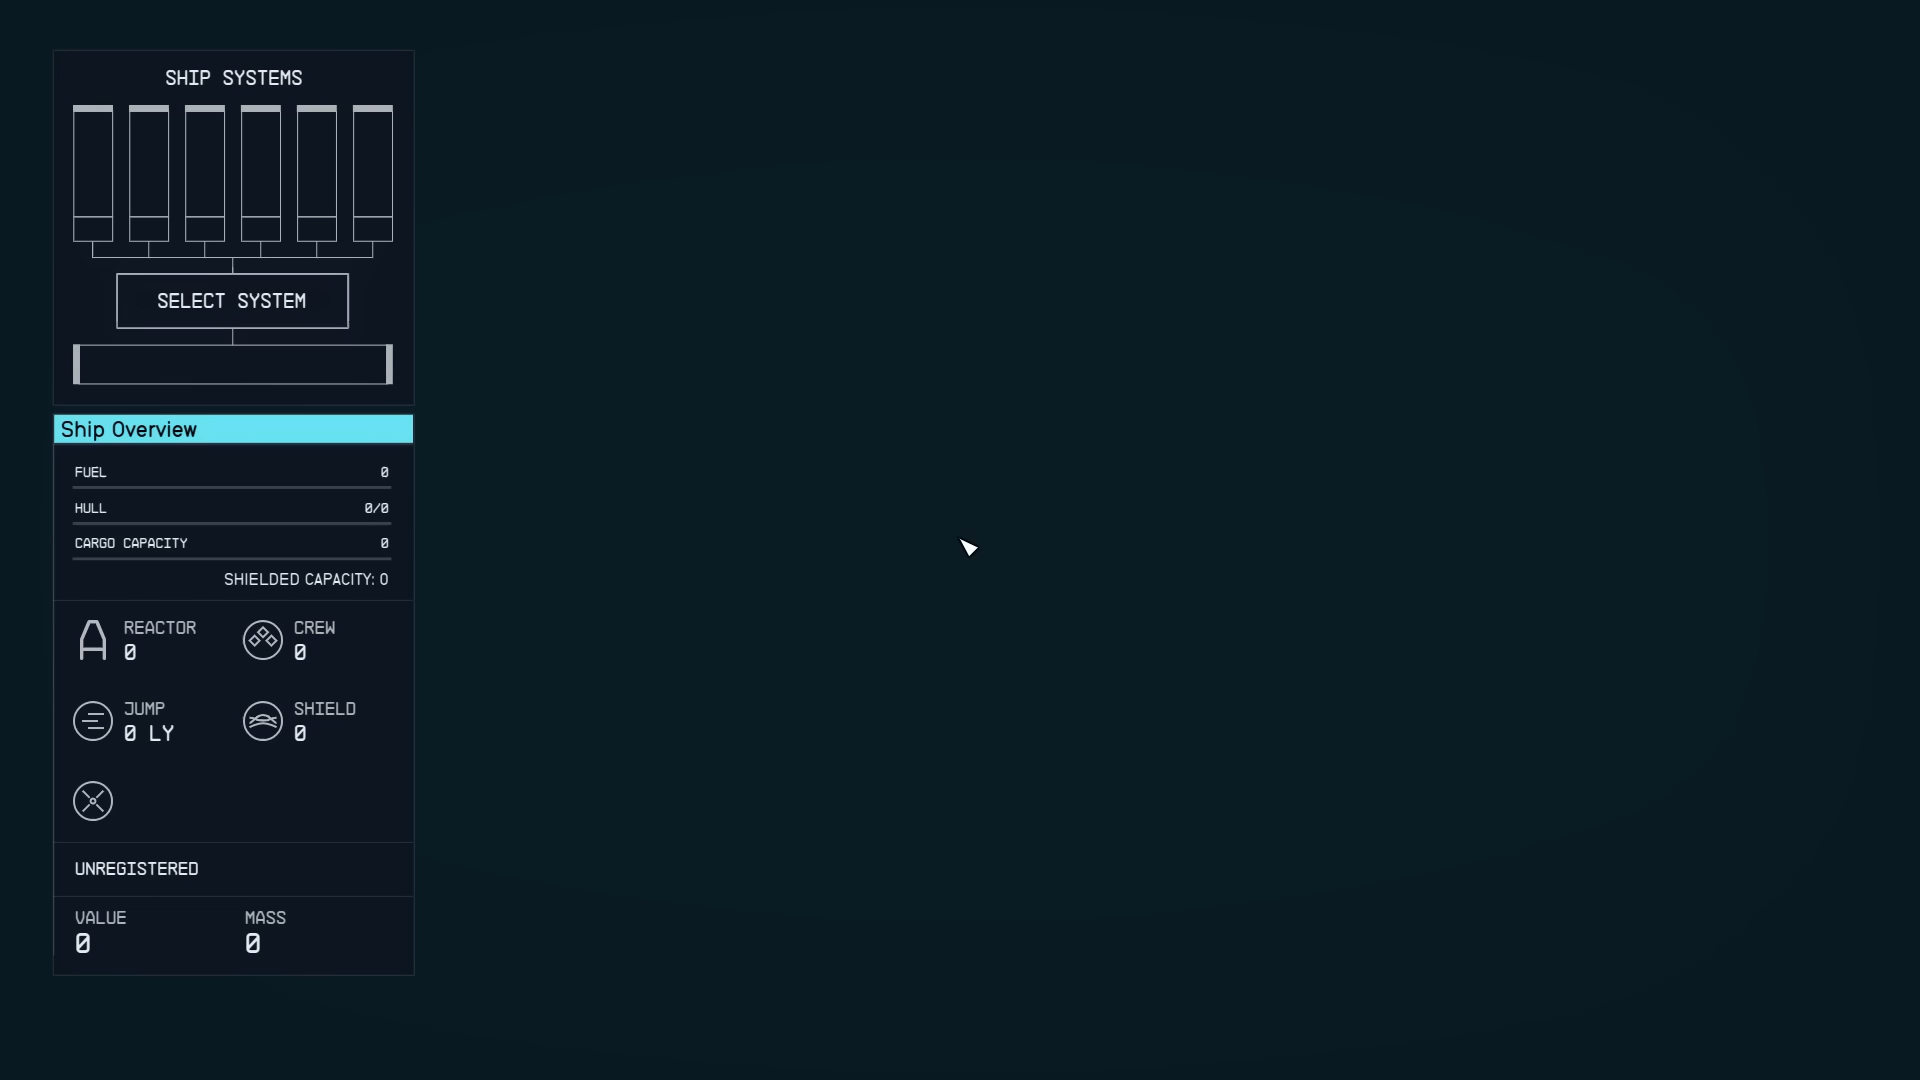 SHIP SYSTEMS
SELECT SYSTEM
Ship Overview
FUEL 0
HULL 0/0
CARGO CAPACITY 0
SHIELDED CAPACITY: 0
REACTOR CREW
0 0
JUMP SHIELD
0 LY 0
UNREGISTERED
VALUE MASS
0 0